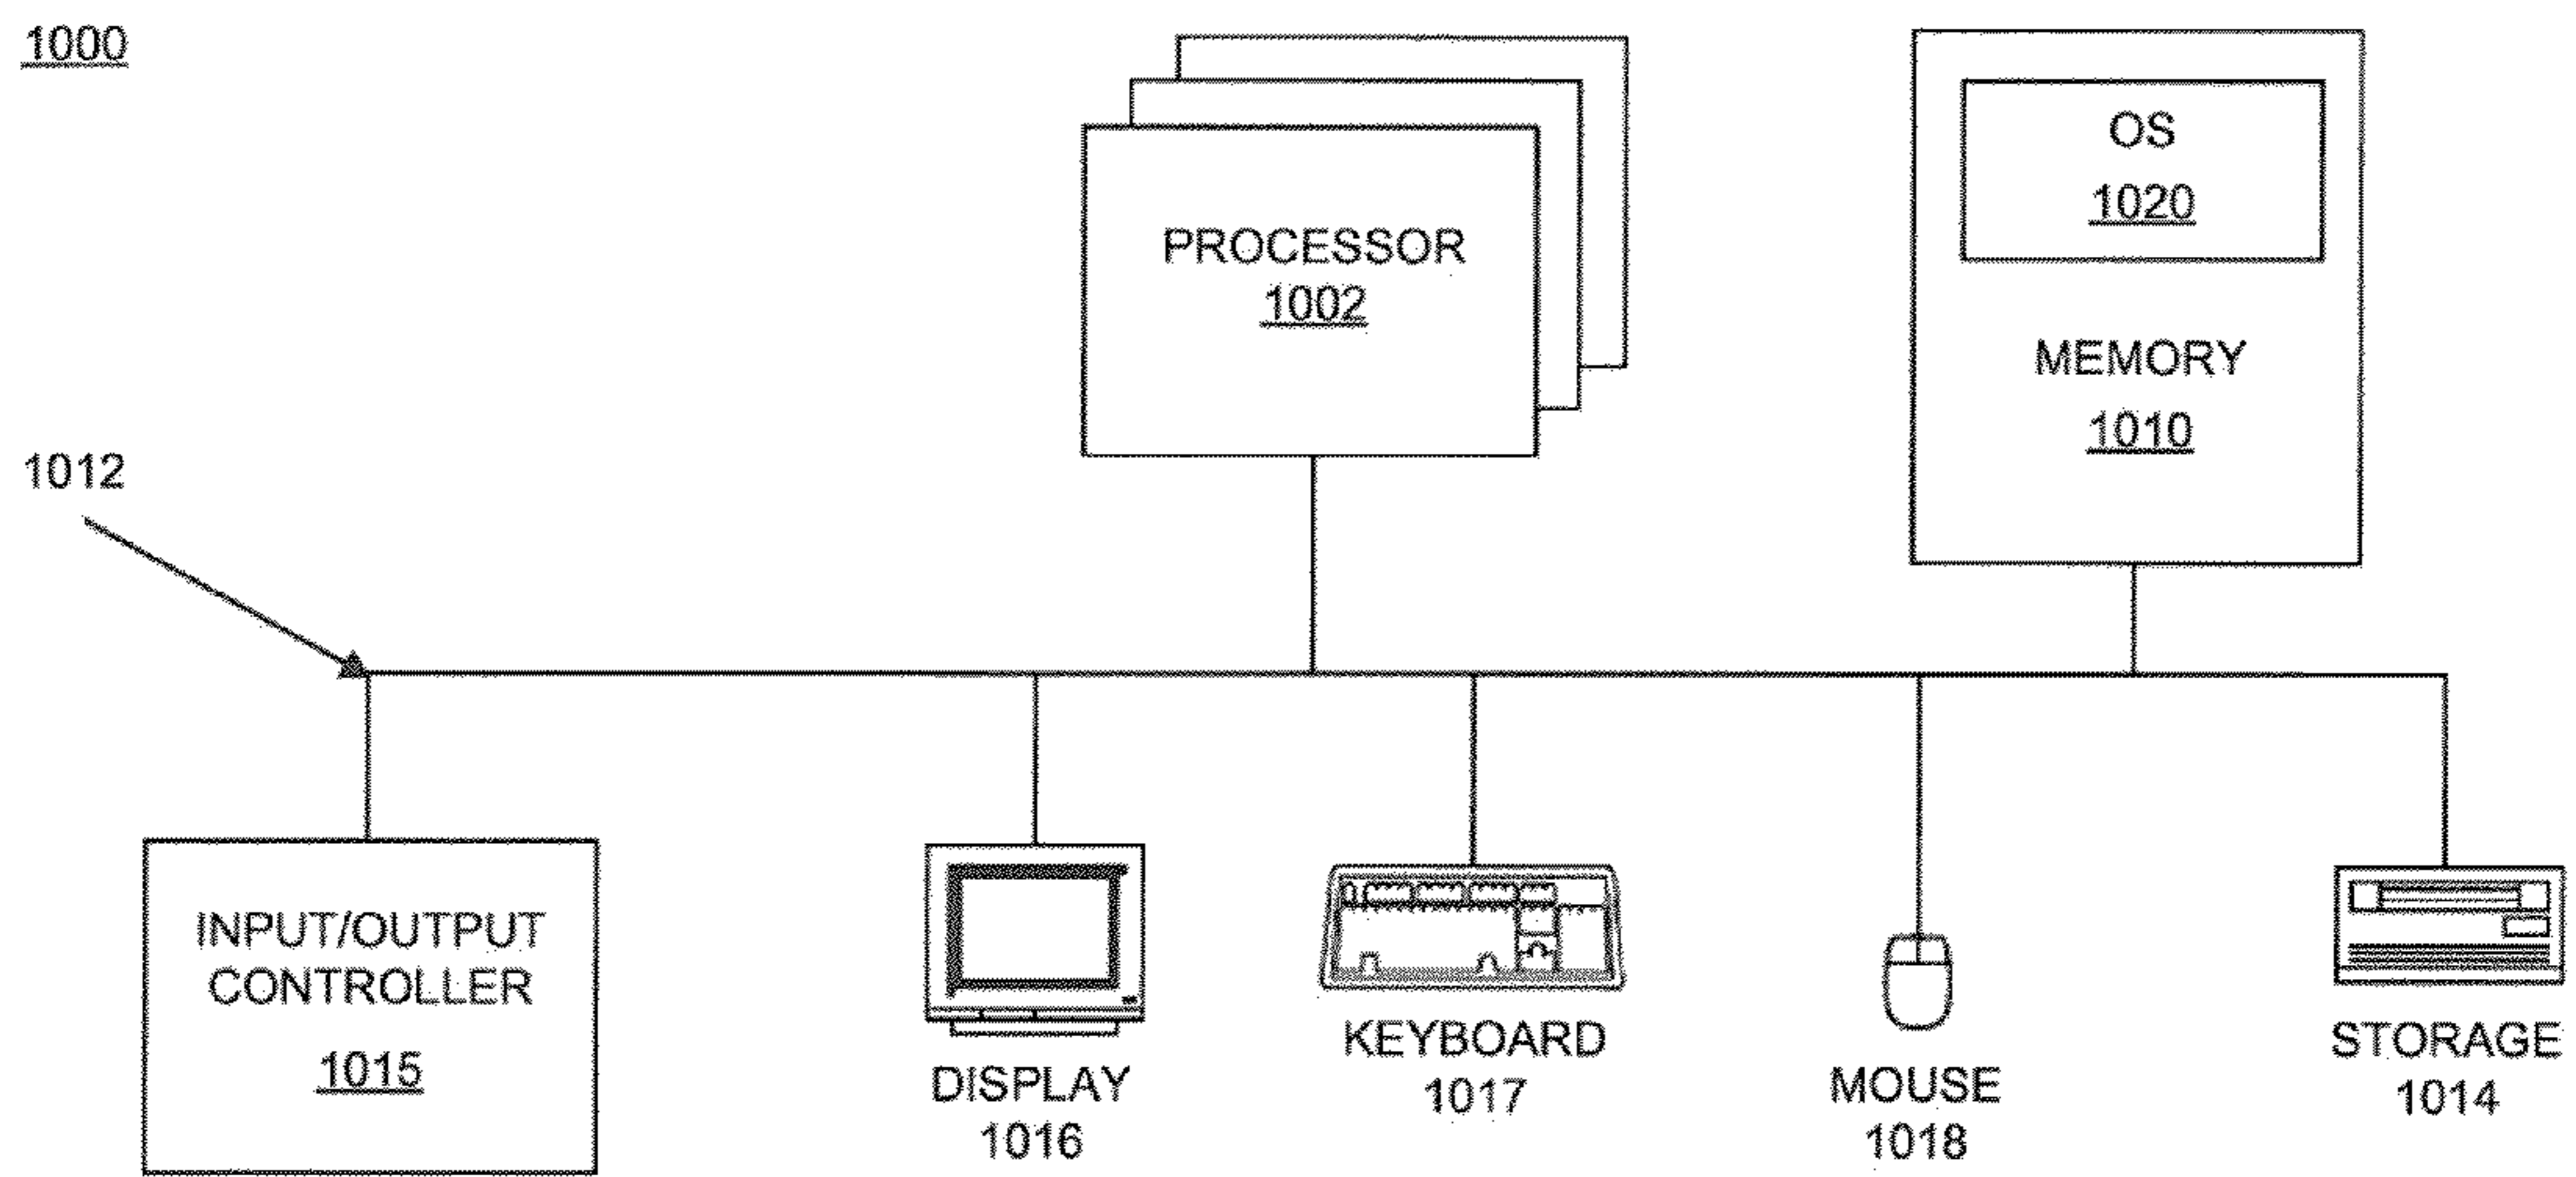 1000
OS
1020
PROCESSOR
1002
MEMORY
1010
1012
INPUT/OUTPUT
CONTROLLER
1015
DISPLAY
1016
KEYBOARD
1017
MOUSE
1018
STORAGE
1014